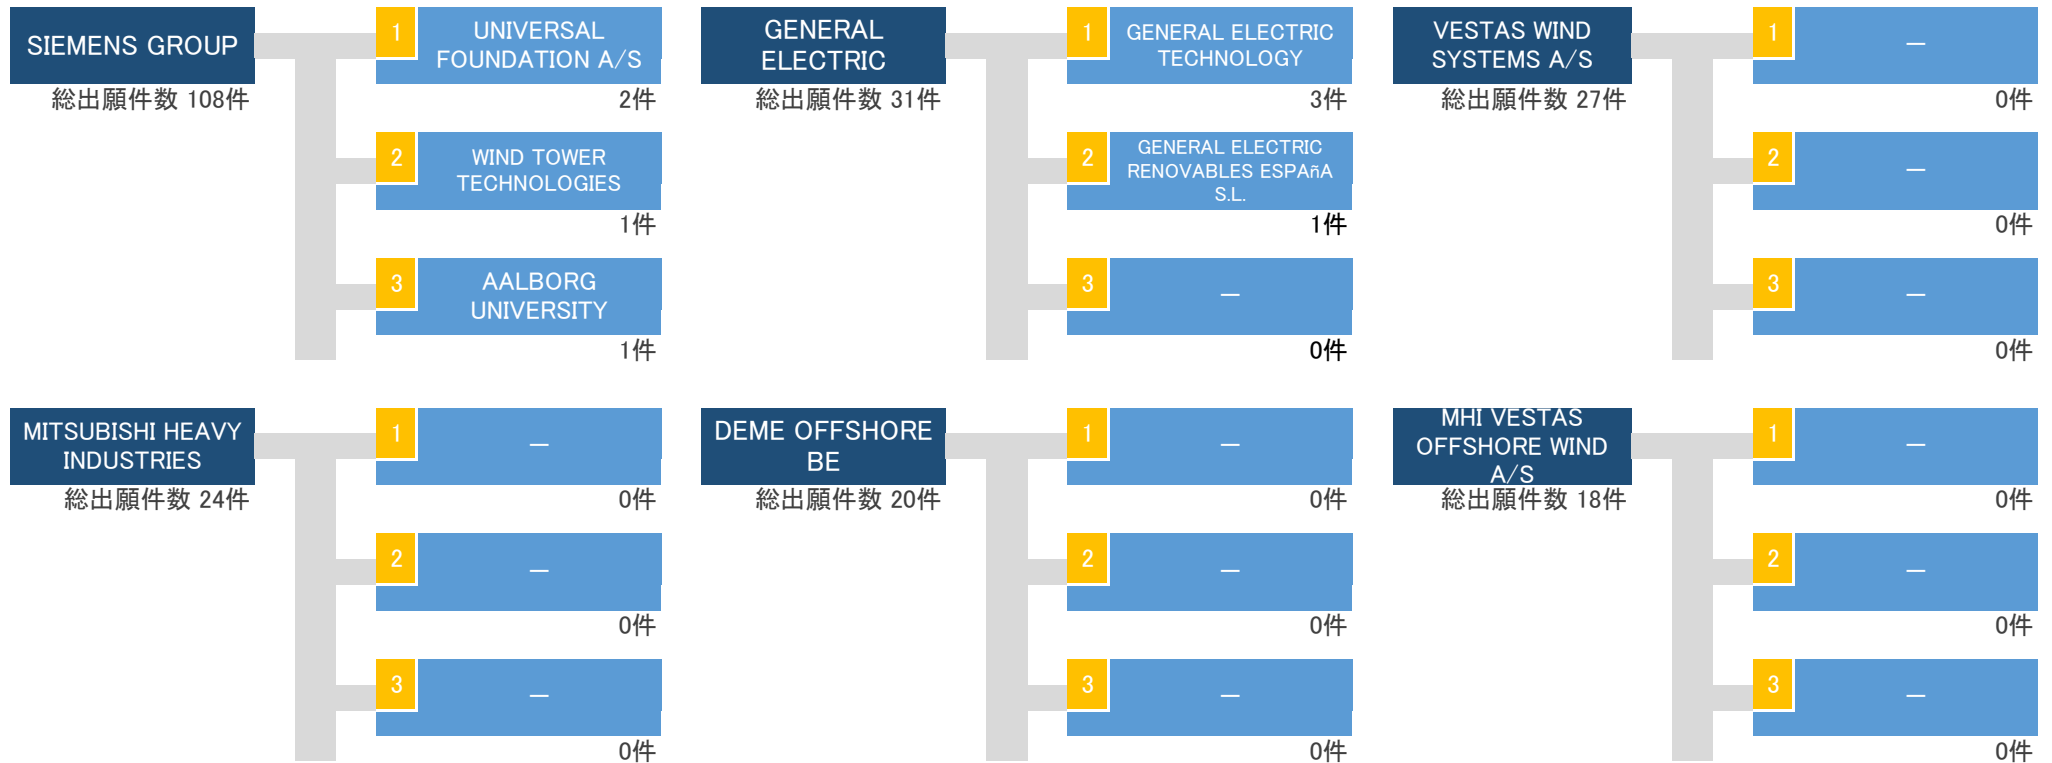 SIEMENS GROUP
総出願件数 108件
1
UNIVERSAL
FOUNDATION A/S
2件
2
WIND TOWER
TECHNOLOGIES
1件
3
AALBORG
UNIVERSITY
1件
GENERAL
ELECTRIC
総出願件数 31件
1
GENERAL ELECTRIC
TECHNOLOGY
3件
2
GENERAL ELECTRIC
RENOVABLES ESPAñA
S.L.
1件
3
―
0件
VESTAS WIND
SYSTEMS A/S
総出願件数 27件
1
―
0件
2
―
0件
3
―
0件
MITSUBISHI HEAVY
INDUSTRIES
総出願件数 24件
1
―
0件
2
―
0件
3
―
0件
DEME OFFSHORE
BE
総出願件数 20件
1
―
0件
2
―
0件
3
―
0件
MHI VESTAS
OFFSHORE WIND
A/S
総出願件数 18件
1
―
0件
2
―
0件
3
―
0件